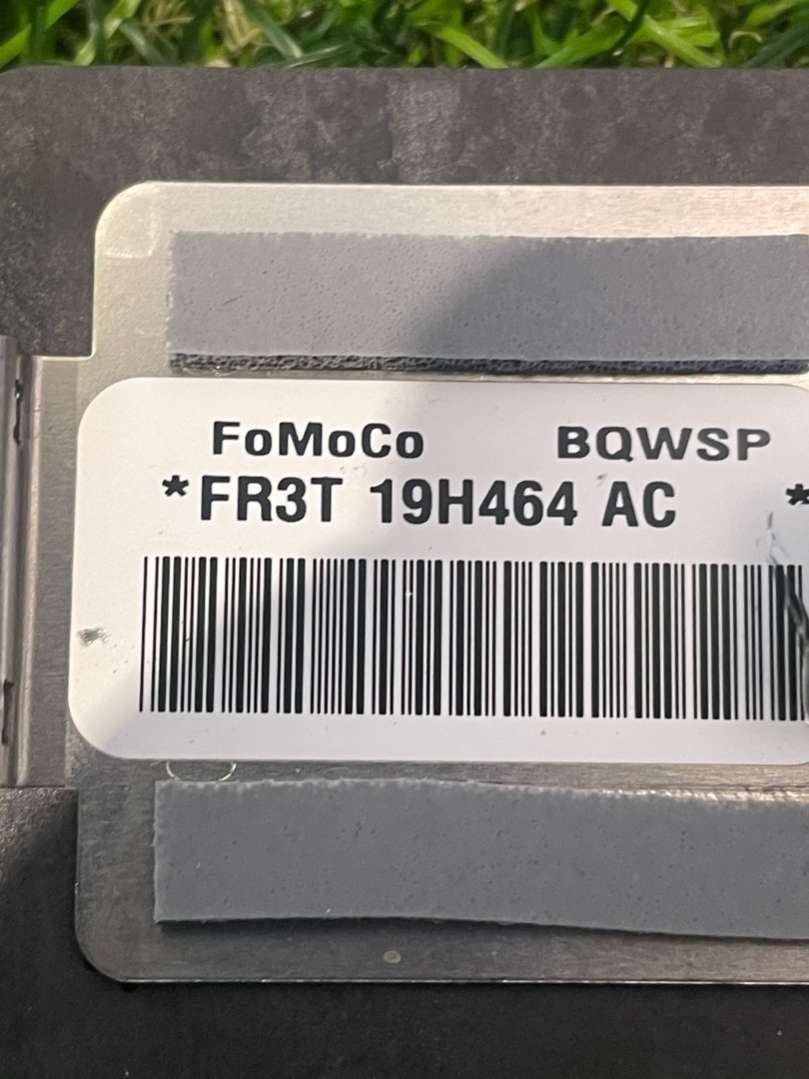 FoMoCo BQWSP
*FR3T 19H464 AC *